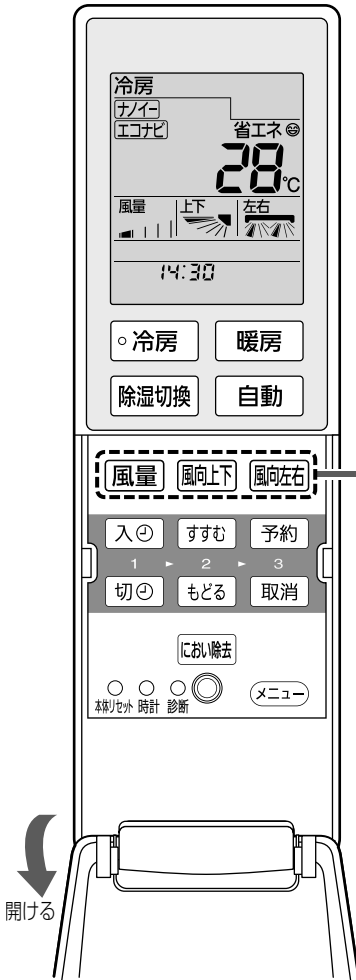 冷房
ナノイー
エコナビ 省エネ
28℃
風量 上下 左右
14:30
冷房 暖房
除湿切換 自動
風量 風向上下 風向左右
入 すすむ 予約
1 ► 2 ► 3
切 もどる 取消
におい除去
本体リセット 時計 診断 メニュー
開ける